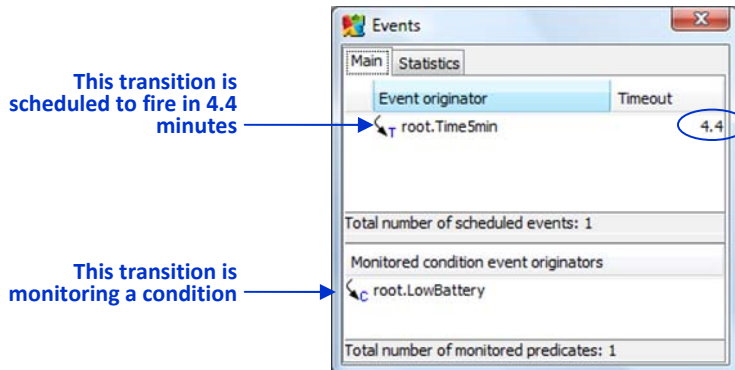 Events
Main Statistics
This transition is
scheduled to fire in 4.4
minutes
Event originator Timeout
T root.Time5min 4.4
Total number of scheduled events: 1
This transition is
monitoring a condition
Monitored condition event originators
C root.LowBattery
Total number of monitored predicates: 1